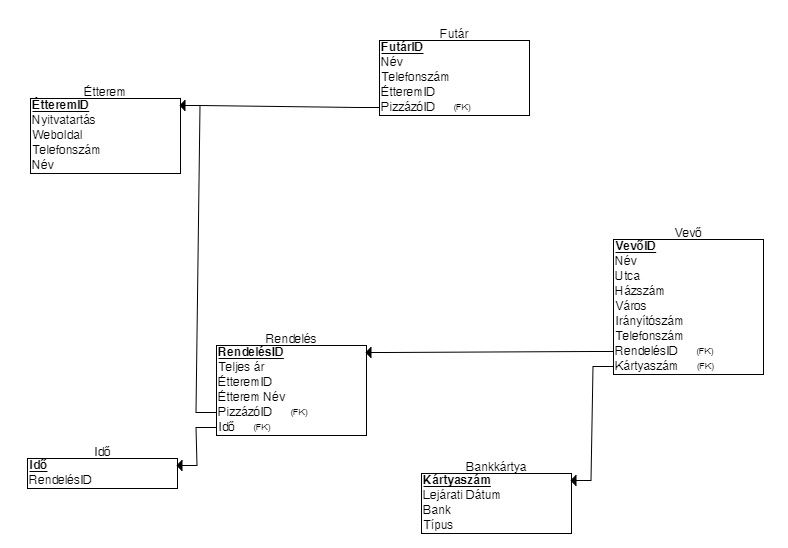 Futár
FutárID
Név
Telefonszám
ÉtteremID
PizzázóID (FK)
Étterem
ÉtteremID
Nyitvatartás
Weboldal
Telefonszám
Név
Vevő
VevőID
Név
Utca
Házszám
Város
Irányítószám
Telefonszám
RendelésID (FK)
Kártyaszám (FK)
Rendelés
RendelésID
Teljes ár
ÉtteremID
Étterem Név
PizzázóID (FK)
Idő (FK)
Idő
Idő
RendelésID
Bankkártya
Kártyaszám
Lejárati Dátum
Bank
Típus